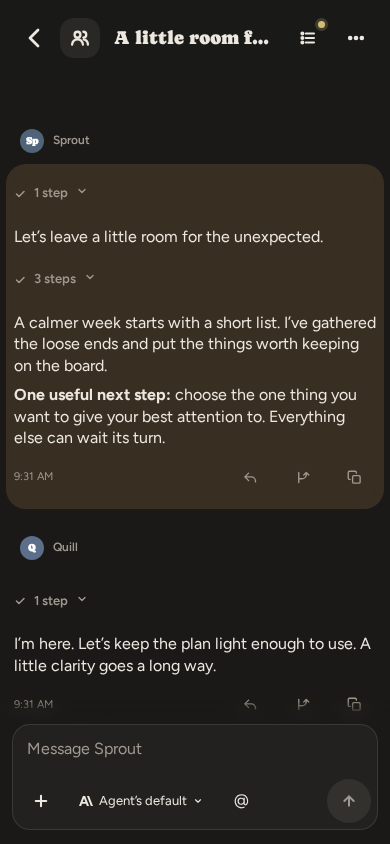 A little room f...
Sp Sprout
1 step
Let's leave a little room for the unexpected.
3 steps
A calmer week starts with a short list. I've gathered
the loose ends and put the things worth keeping
on the board.
One useful next step: choose the one thing you
want to give your best attention to. Everything
else can wait its turn.
9:31 AM
Q Quill
1 step
I'm here. Let's keep the plan light enough to use. A
little clarity goes a long way.
9:31 AM
Message Sprout
A\ Agent's default @